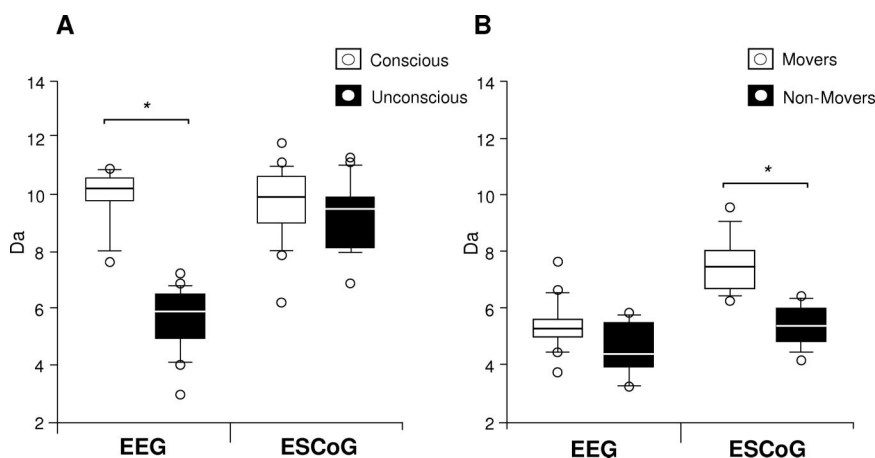 A
Conscious
Unconscious
14
12
10
8
6
4
2
Da
*
EEG
ESCoG
B
Movers
Non-Movers
14
12
10
8
6
4
2
Da
*
EEG
ESCoG